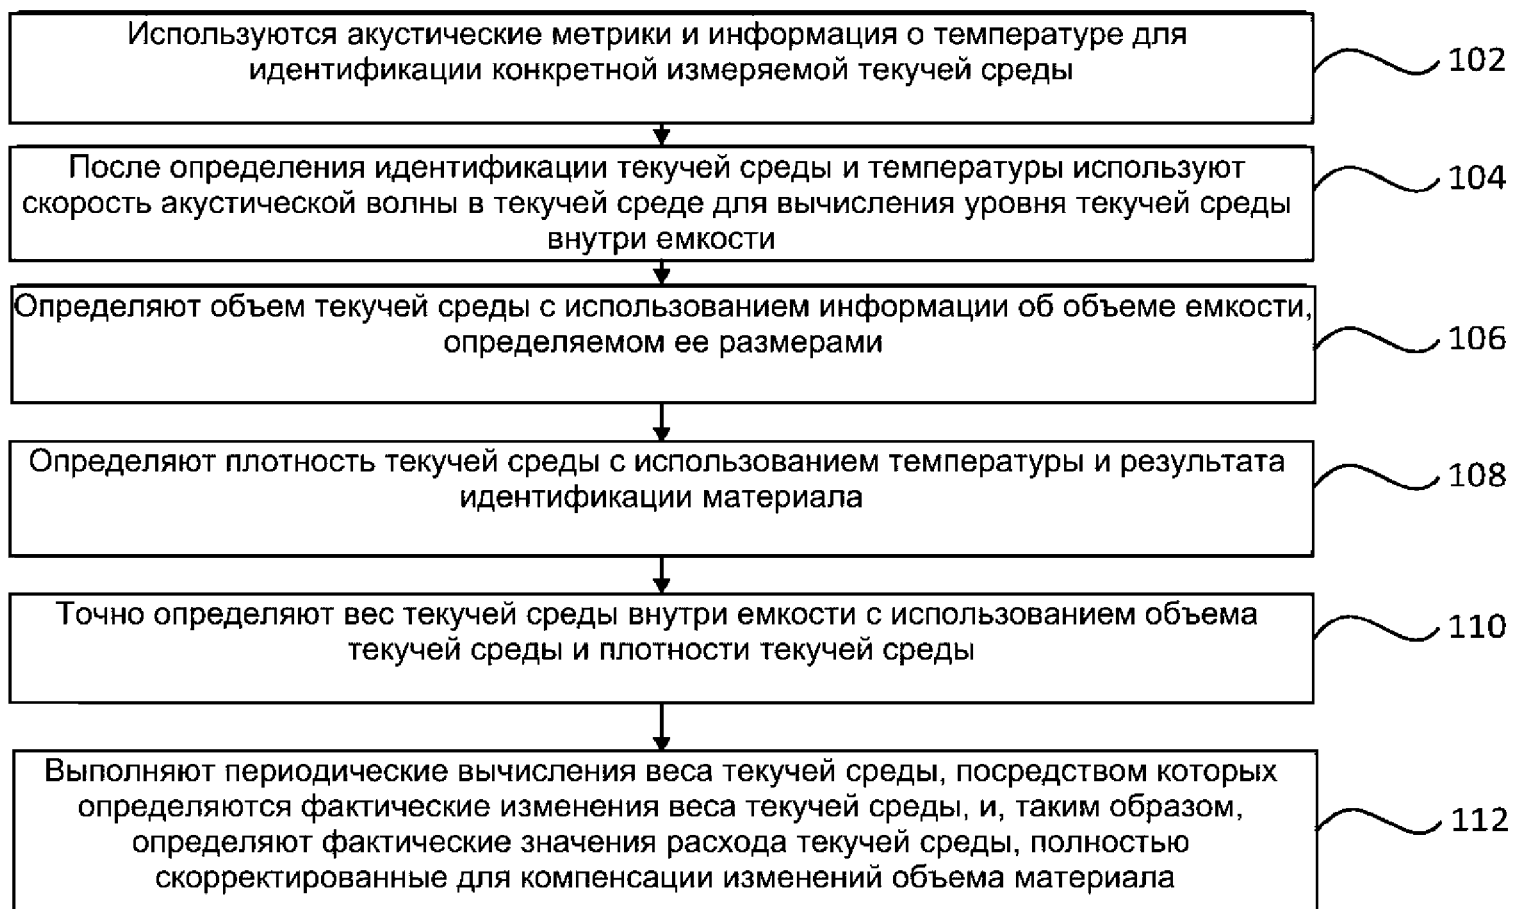 Используются акустические метрики и информация о температуре для
идентификации конкретной измеряемой текучей среды
102
После определения идентификации текучей среды и температуры используют
скорость акустической волны в текучей среде для вычисления уровня текучей среды
внутри емкости
104
Определяют объем текучей среды с использованием информации об объеме емкости,
определяемом ее размерами
106
Определяют плотность текучей среды с использованием температуры и результата
идентификации материала
108
Точно определяют вес текучей среды внутри емкости с использованием объема
текучей среды и плотности текучей среды
110
Выполняют периодические вычисления веса текучей среды, посредством которых
определяются фактические изменения веса текучей среды, и, таким образом,
определяют фактические значения расхода текучей среды, полностью
скорректированные для компенсации изменений объема материала
112